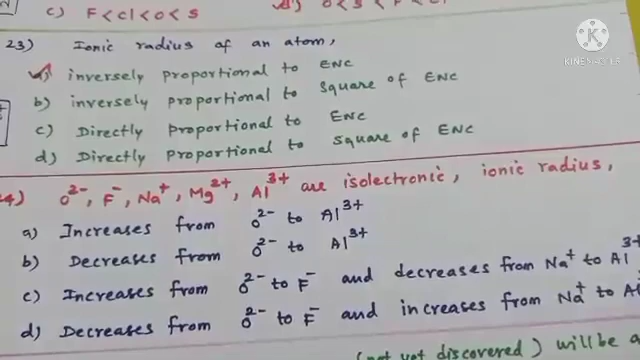 c) F < Cl < O < S
KINEMASTER
23) Ionic radius of an atom,
a) inversely proportional to ENC
b) inversely proportional to square of ENC
c) Directly proportional to ENC
d) Directly proportional to square of ENC
24) O²⁻, F⁻, Na⁺, Mg²⁺, Al³⁺ are isolectronic, ionic radius,
a) Increases from O²⁻ to Al³⁺
b) Decreases from O²⁻ to Al³⁺
c) Increases from O²⁻ to F⁻ and decreases from Na⁺ to Al³⁺
d) Decreases from O²⁻ to F⁻ and increases from Na⁺ to
(not yet discovered) will be